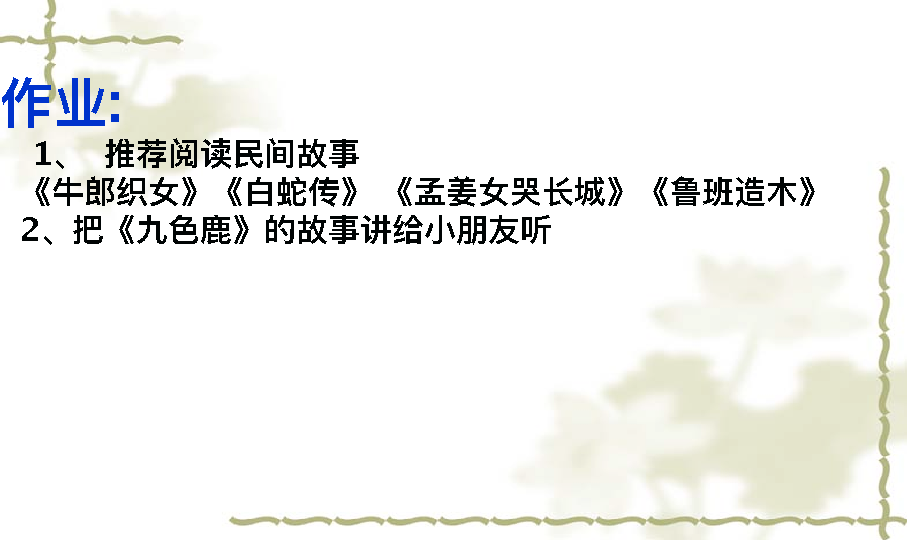 作业:
1、 推荐阅读民间故事
《牛郎织女》《白蛇传》 《孟姜女哭长城》《鲁班造木》
2、把《九色鹿》的故事讲给小朋友听